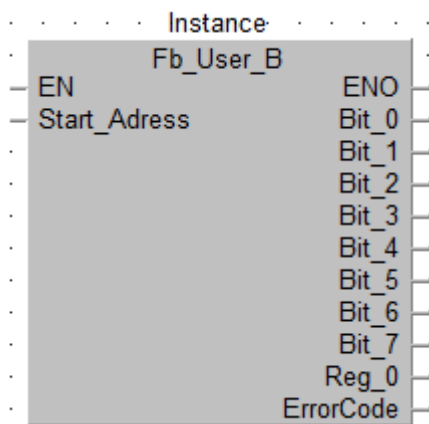 Instance
Fb_User_B
EN ENO
Start_Adress Bit_0
Bit_1
Bit_2
Bit_3
Bit_4
Bit_5
Bit_6
Bit_7
Reg_0
ErrorCode